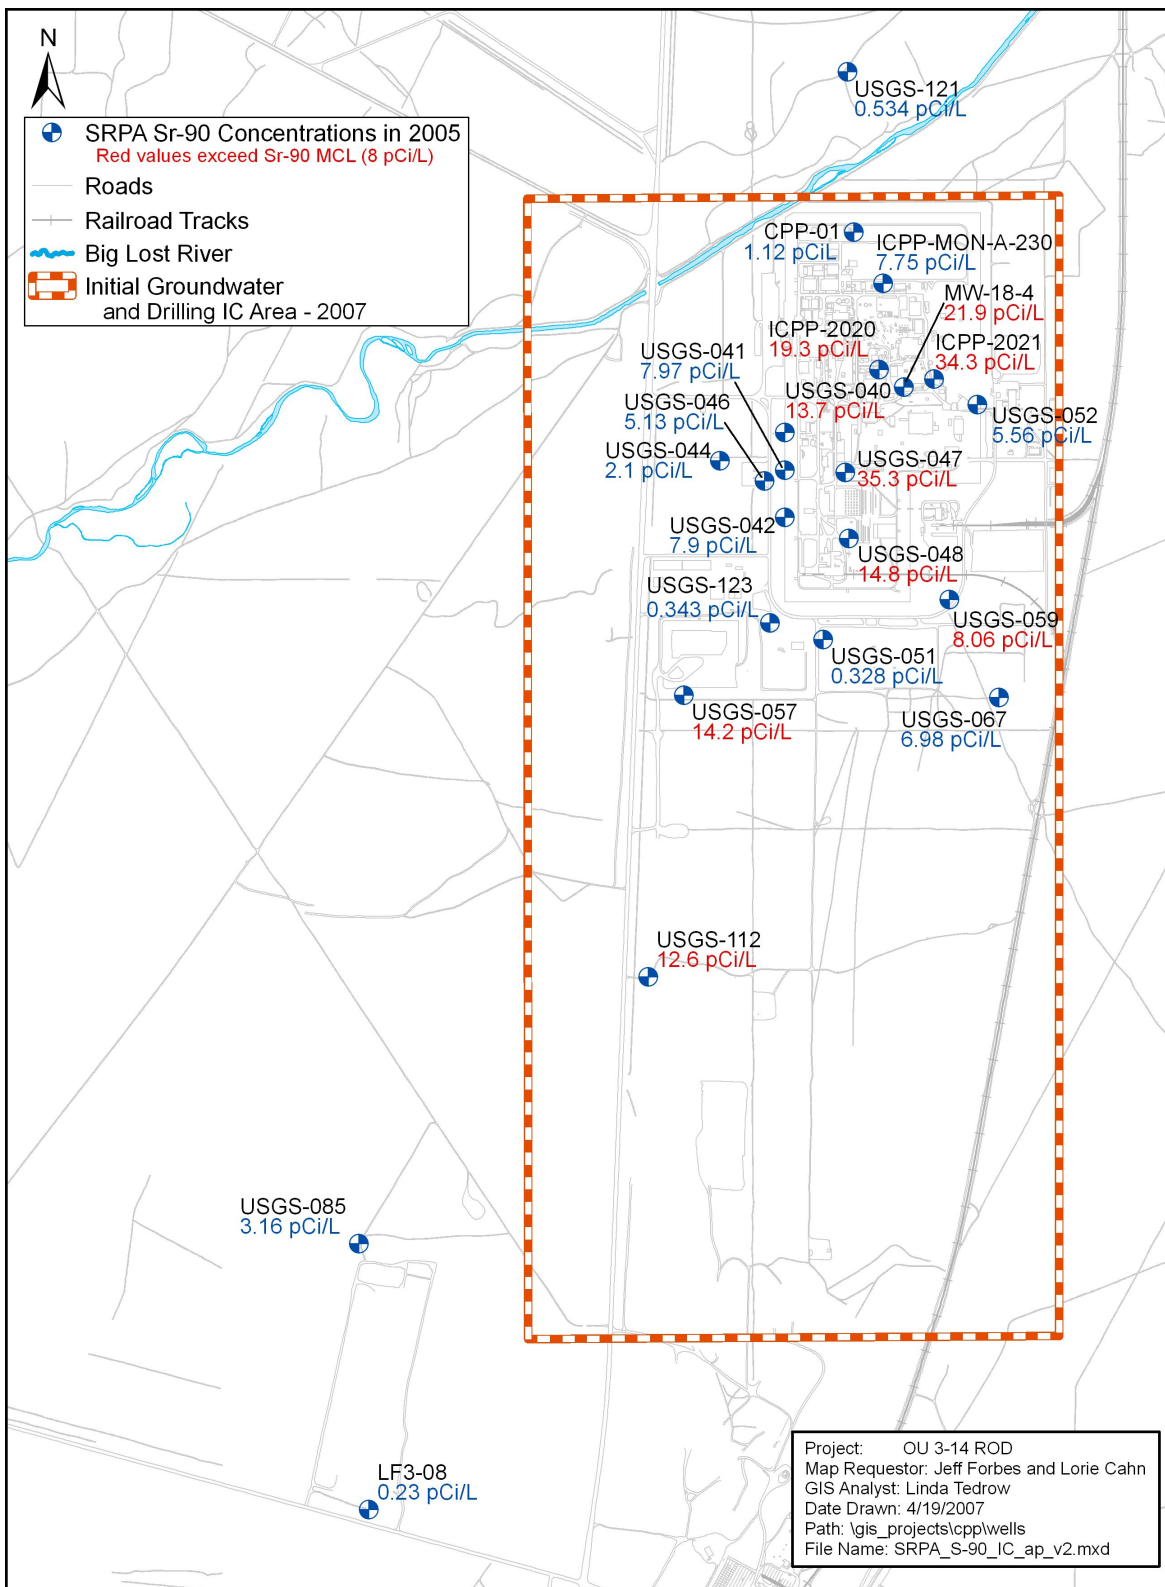 N
SRPA Sr-90 Concentrations in 2005
Red values exceed Sr-90 MCL (8 pCi/L)
Roads
Railroad Tracks
Big Lost River
Initial Groundwater
and Drilling IC Area - 2007
USGS-121
0.534 pCi/L
CPP-01
1.12 pCiL
ICPP-MON-A-230
7.75 pCi/L
MW-18-4
21.9 pCi/L
ICPP-2020
19.3 pCi/L
ICPP-2021
34.3 pCi/L
USGS-041
7.97 pCi/L
USGS-040
13.7 pCi/L
USGS-046
5.13 pCi/L
USGS-052
5.56 pCi/L
USGS-044
2.1 pCi/L
USGS-047
35.3 pCi/L
USGS-042
7.9 pCi/L
USGS-048
14.8 pCi/L
USGS-123
0.343 pCi/L
USGS-059
8.06 pCi/L
USGS-051
0.328 pCi/L
USGS-057
14.2 pCi/L
USGS-067
6.98 pCi/L
USGS-112
12.6 pCi/L
USGS-085
3.16 pCi/L
LF3-08
0.23 pCi/L
Project: OU 3-14 ROD
Map Requestor: Jeff Forbes and Lorie Cahn
GIS Analyst: Linda Tedrow
Date Drawn: 4/19/2007
Path: \gis_projects\cpp\wells
File Name: SRPA_S-90_IC_ap_v2.mxd